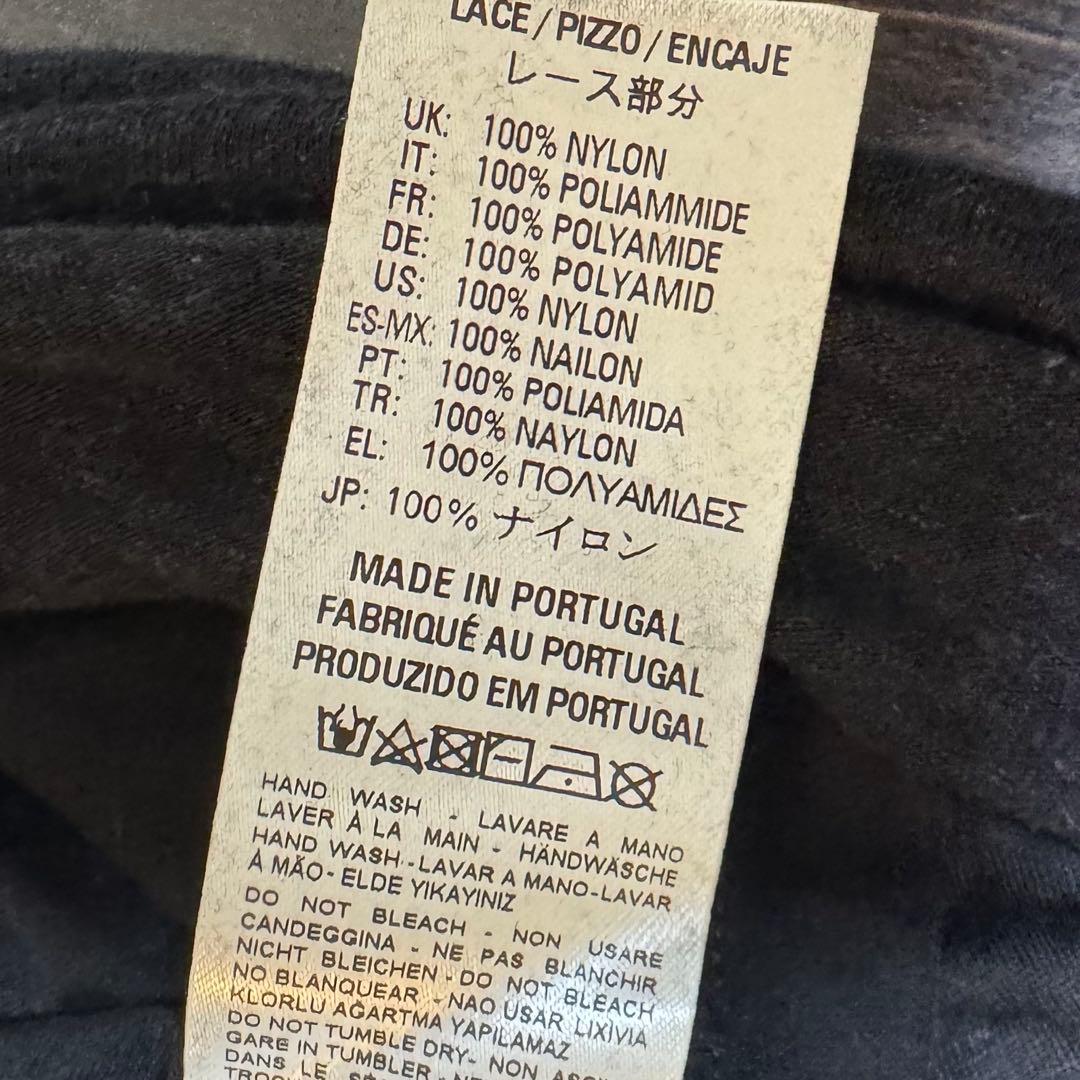 LACE / PIZZO / ENCAJE
レース部分
UK: 100% NYLON
IT: 100% POLIAMMIDE
FR: 100% POLYAMIDE
DE: 100% POLYAMID
US: 100% NYLON
ES-MX: 100% NAILON
PT: 100% POLIAMIDA
TR: 100% NAYLON
EL: 100% ΠΟΛΥΑΜΙΔΕΣ
JP: 100% ナイロン
MADE IN PORTUGAL
FABRIQUÉ AU PORTUGAL
PRODUZIDO EM PORTUGAL
HAND WASH - LAVARE A MANO
LAVER À LA MAIN - HÄNDWÄSCHE
HAND WASH.-LAVAR A MANO-LAVAR
À MÃO- ELDE YIKAYINIZ
DO NOT BLEACH - NON USARE
CANDEGGINA - NE PAS BLANCHIR
NICHT BLEICHEN - DO NOT BLEACH
NO BLANQUEAR - NAO USAR LIXIVIA
KLORLU AĞARTMA YAPILAMAZ
DO NOT TUMBLE DRY- NON
GARE IN TUMBLER -
DANS LE